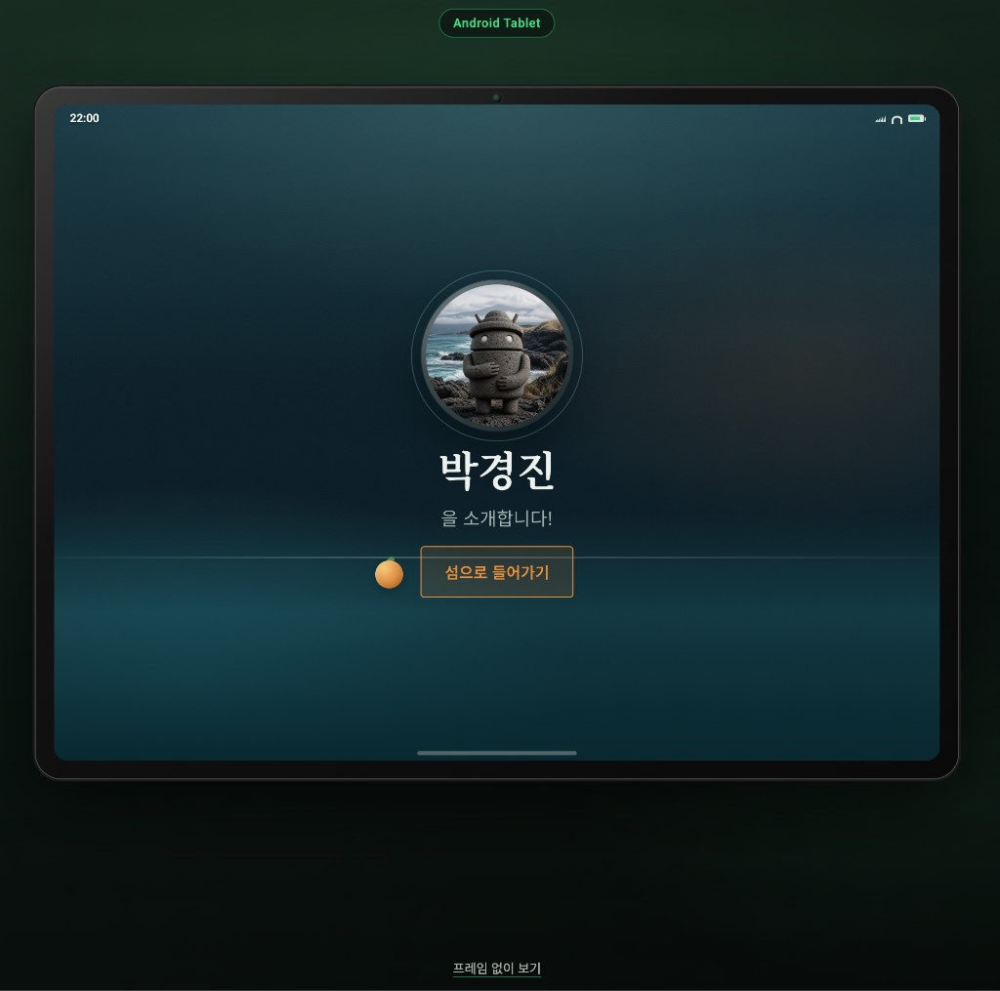 Android Tablet
22:00
박경진
을 소개합니다!
섬으로 들어가기
프레임 없이 보기